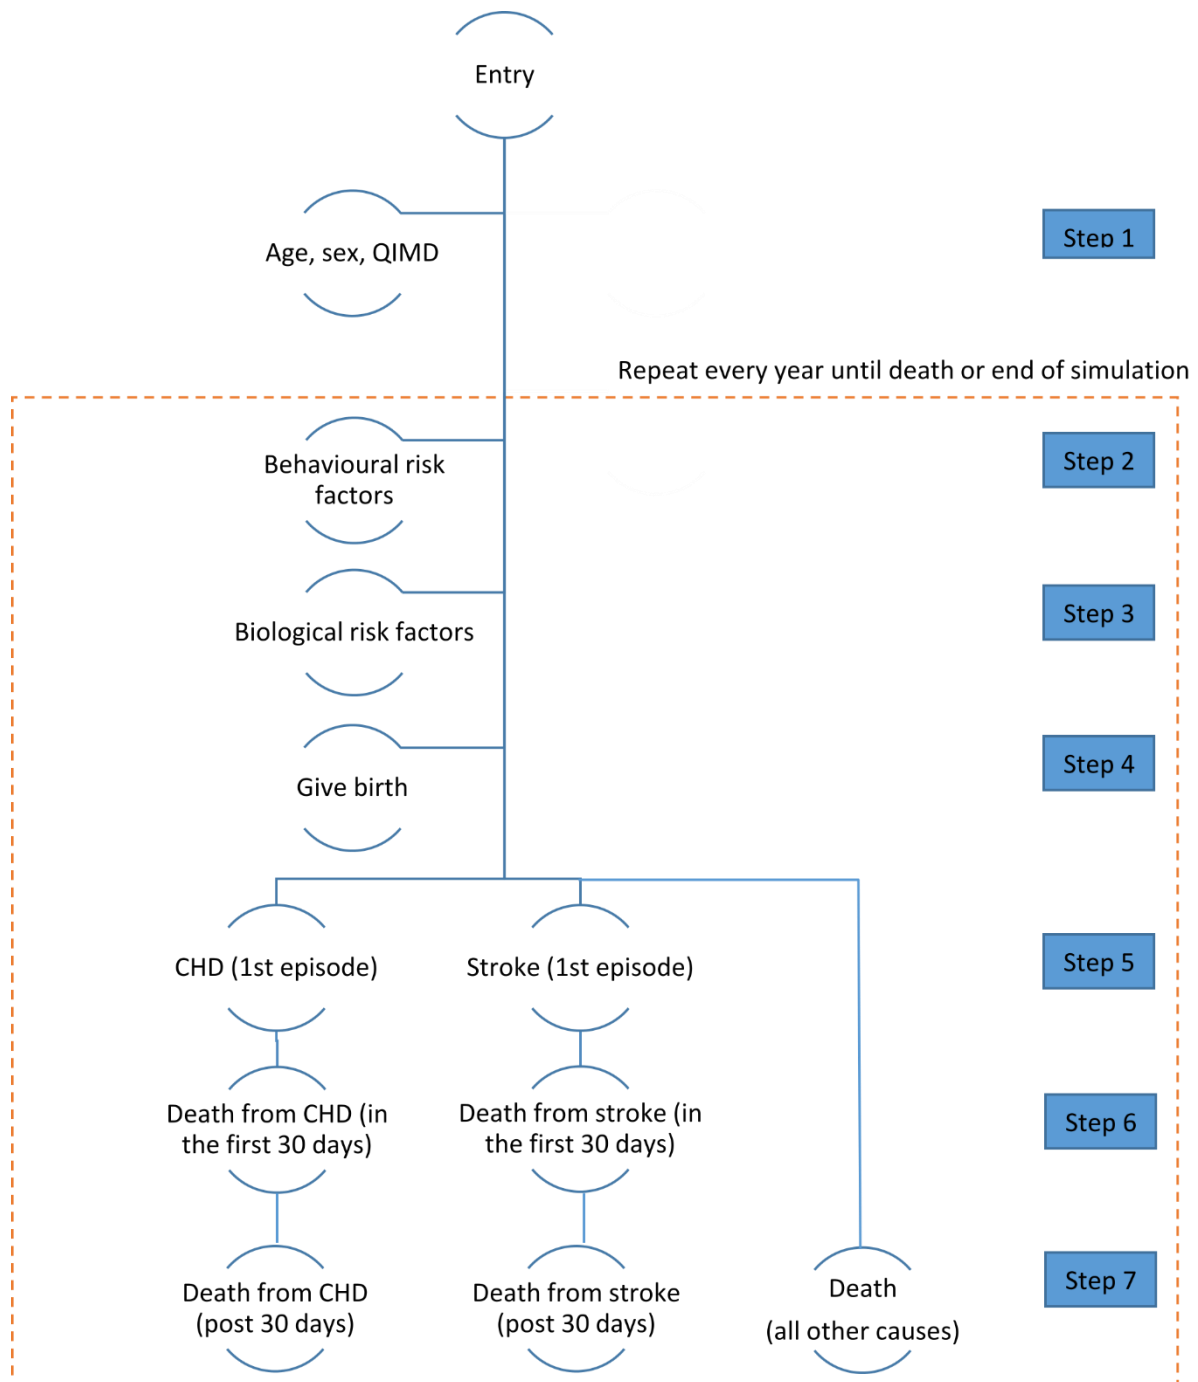 Entry
Age, sex, QIMD
Step 1
Repeat every year until death or end of simulation
Behavioural risk
factors
Step 2
Biological risk factors
Step 3
Give birth
Step 4
CHD (1st episode)
Stroke (1st episode)
Step 5
Death from CHD (in
the first 30 days)
Death from stroke (in
the first 30 days)
Step 6
Death from CHD
(post 30 days)
Death from stroke
(post 30 days)
Death
(all other causes)
Step 7